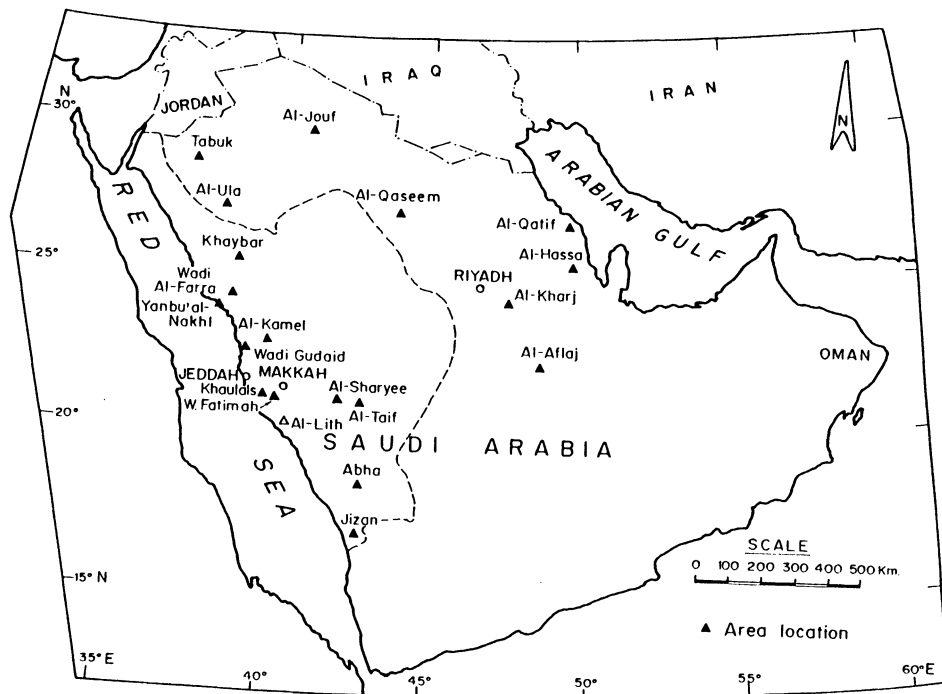 N
30°
25°
20°
15° N
35° E
40°
45°
50°
55°
60° E
JORDAN
IRAQ
IRAN
N
Al-Jouf
Tabuk
Al-Ula
Al-Qaseem
ARABIAN GULF
Al-Qatif
Khaybar
Al-Hassa
RIYADH
Wadi
Al-Farra
Al-Kharj
Yanbu'al-
Nakhl
Al-Kamel
Wadi Gudaid
Al-Aflaj
OMAN
JEDDAH
MAKKAH
Khaulals
Al-Sharyee
W. Fatimah
Al-Lith
Al-Taif
SAUDI ARABIA
RED SEA
Abha
Jizan
SCALE
0 100 200 300 400 500 Km.
▲ Area location